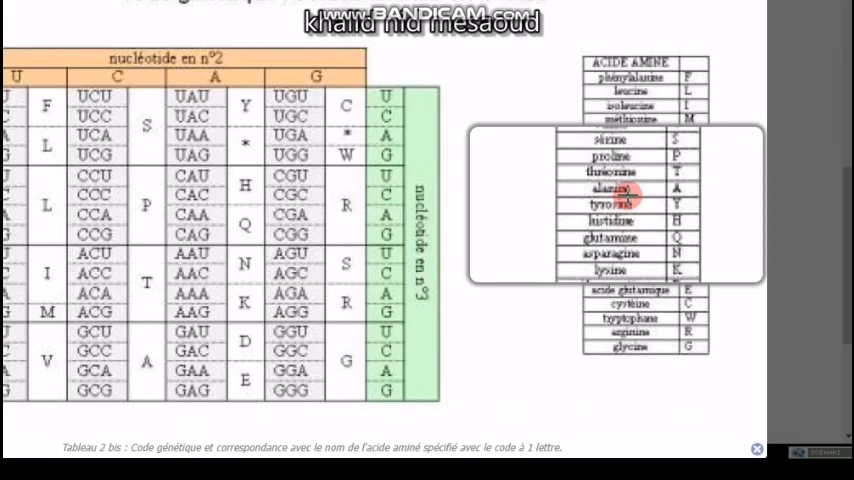 www.BANDICAM.com
khalid nid mesaoud
nucléotide en n°2
U C A G
F UCU S UAU Y UGU C U
UCC UAC UGC C
L UCA UAA * UGA * A
UCG UAG UGG W G
L CCU P CAU H CGU R U
CCC CAC CGC C
CCA CAA Q CGA A
CCG CAG CGG G
I ACU T AAU N AGU S U
ACC AAC AGC C
ACA AAA K AGA R A
M ACG AAG AGG G
V GCU A GAU D GGU G U
GCC GAC GGC C
GCA GAA E GGA A
GCG GAG GGG G
nucléotide en n°3
ACIDE AMINE
phénylalanine F
leucine L
isoleucine I
méthionine M
sérine S
proline P
thréonine T
alanine A
tyrosine Y
histidine H
glutamine Q
asparagine N
lysine K
acide glutamique E
cystéine C
tryptophane W
arginine R
glycine G
Tableau 2 bis : Code génétique et correspondance avec le nom de l'acide aminé spécifié avec le code à 1 lettre.
SCENARI